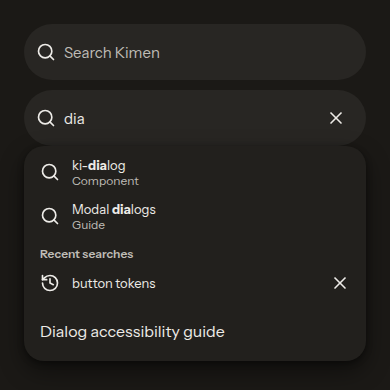 Search Kimen
dia
ki-dialog
Component
Modal dialogs
Guide
Recent searches
button tokens
Dialog accessibility guide